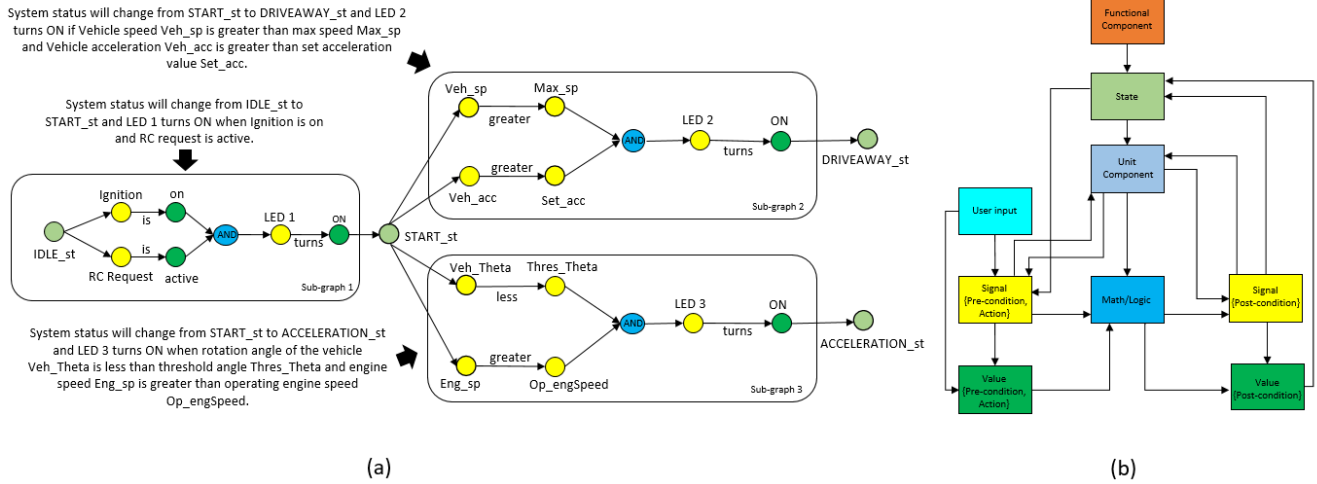 System status will change from START_st to DRIVEAWAY_st and LED 2
turns ON if Vehicle speed Veh_sp is greater than max speed Max_sp
and Vehicle acceleration Veh_acc is greater than set acceleration
value Set_acc.
System status will change from IDLE_st to
START_st and LED 1 turns ON when Ignition is on
and RC request is active.
Ignition
on
is
IDLE_st
is
RC Request
active
AND
LED 1
turns
ON
Sub-graph 1
START_st
Veh_sp
Max_sp
greater
greater
Veh_acc
Set_acc
AND
LED 2
turns
ON
DRIVEAWAY_st
Sub-graph 2
Veh_Theta
Thres_Theta
less
greater
Eng_sp
Op_engSpeed
AND
LED 3
turns
ON
ACCELERATION_st
Sub-graph 3
System status will change from START_st to ACCELERATION_st
and LED 3 turns ON when rotation angle of the vehicle
Veh_Theta is less than threshold angle Thres_Theta and engine
speed Eng_sp is greater than operating engine speed
Op_engSpeed.
(a)
Functional
Component
State
Unit
Component
User input
Signal
{Pre-condition,
Action}
Math/Logic
Signal
{Post-condition}
Value
{Pre-condition,
Action}
Value
{Post-condition}
(b)